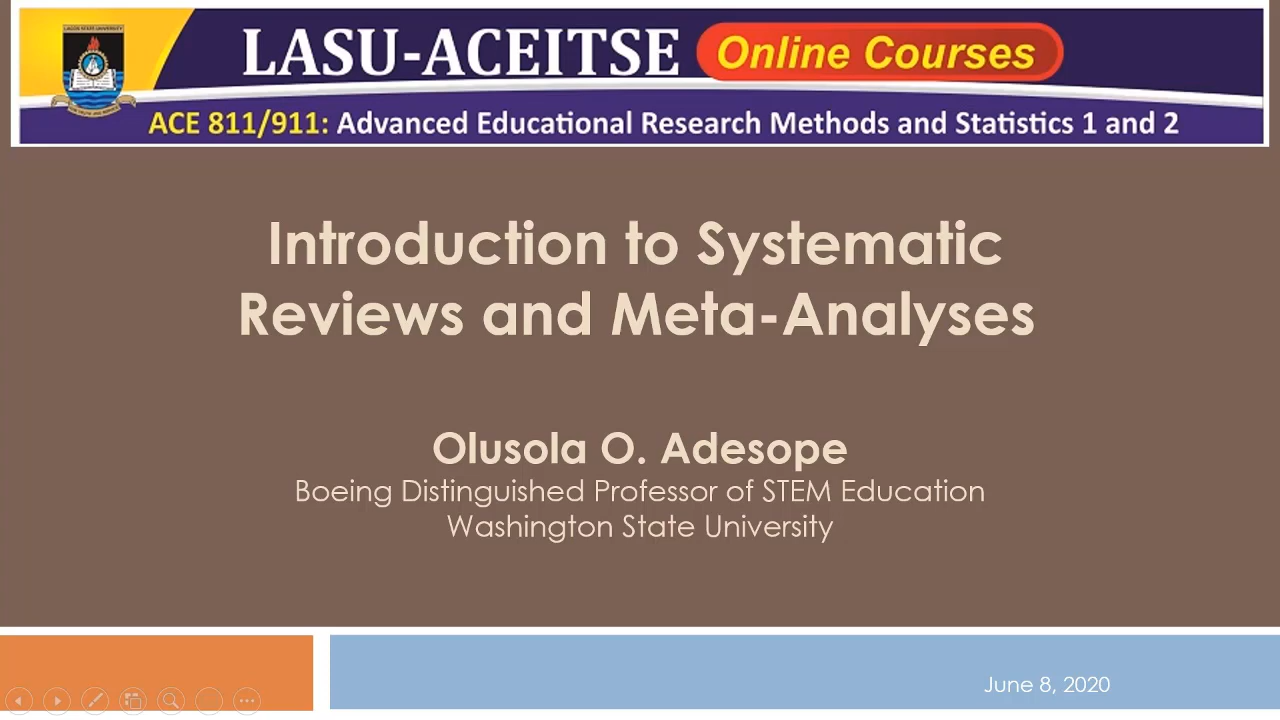 LASU-ACEITSE Online Courses
ACE 811/911: Advanced Educational Research Methods and Statistics 1 and 2
Introduction to Systematic
Reviews and Meta-Analyses
Olusola O. Adesope
Boeing Distinguished Professor of STEM Education
Washington State University
June 8, 2020